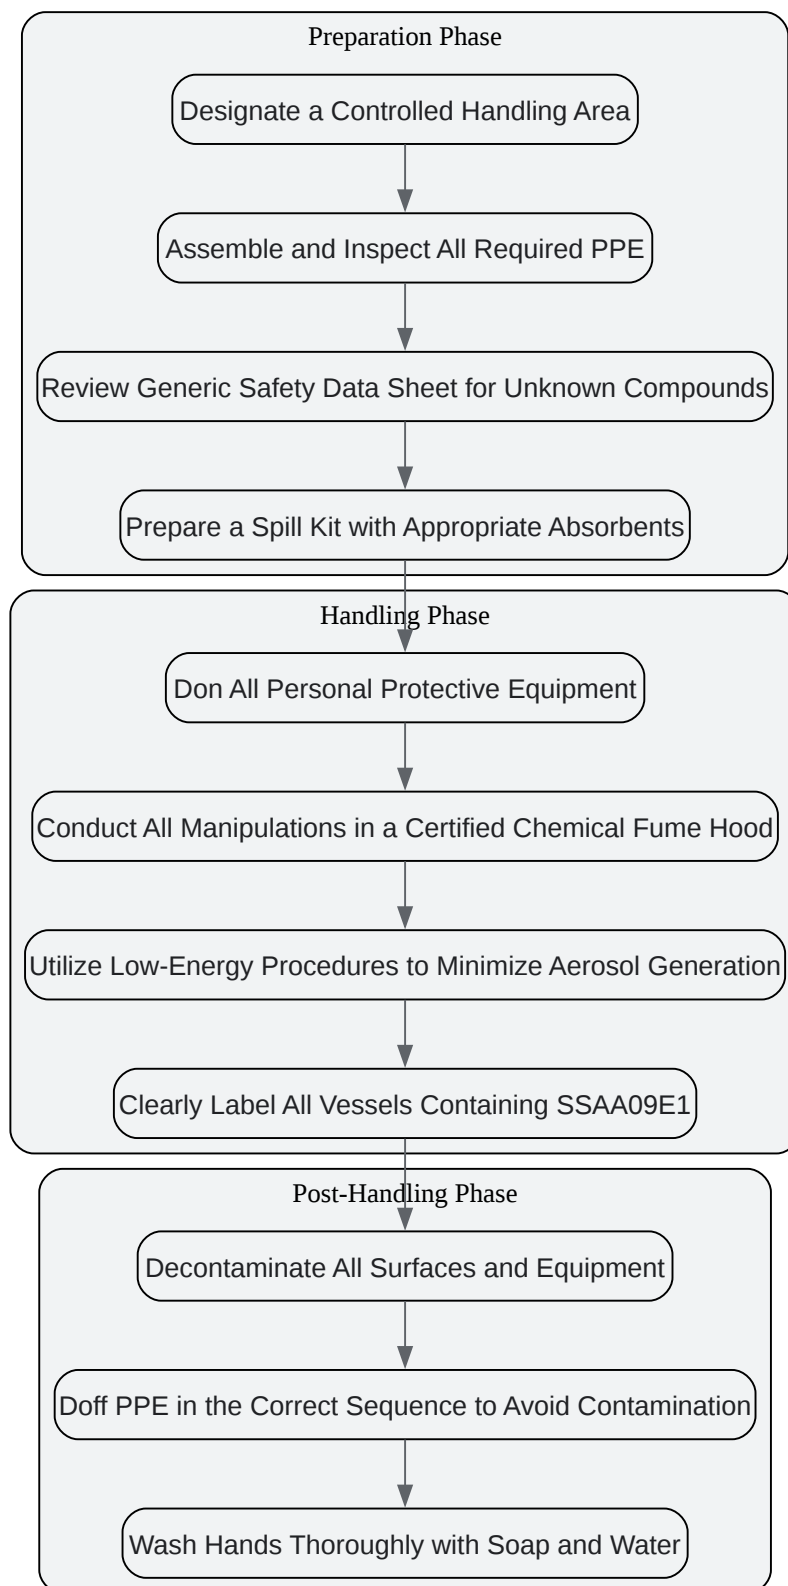 Preparation Phase
Designate a Controlled Handling Area
Assemble and Inspect All Required PPE
Review Generic Safety Data Sheet for Unknown Compounds
Prepare a Spill Kit with Appropriate Absorbents
Handling Phase
Don All Personal Protective Equipment
Conduct All Manipulations in a Certified Chemical Fume Hood
Utilize Low-Energy Procedures to Minimize Aerosol Generation
Clearly Label All Vessels Containing SSAA09E1
Post-Handling Phase
Decontaminate All Surfaces and Equipment
Doff PPE in the Correct Sequence to Avoid Contamination
Wash Hands Thoroughly with Soap and Water